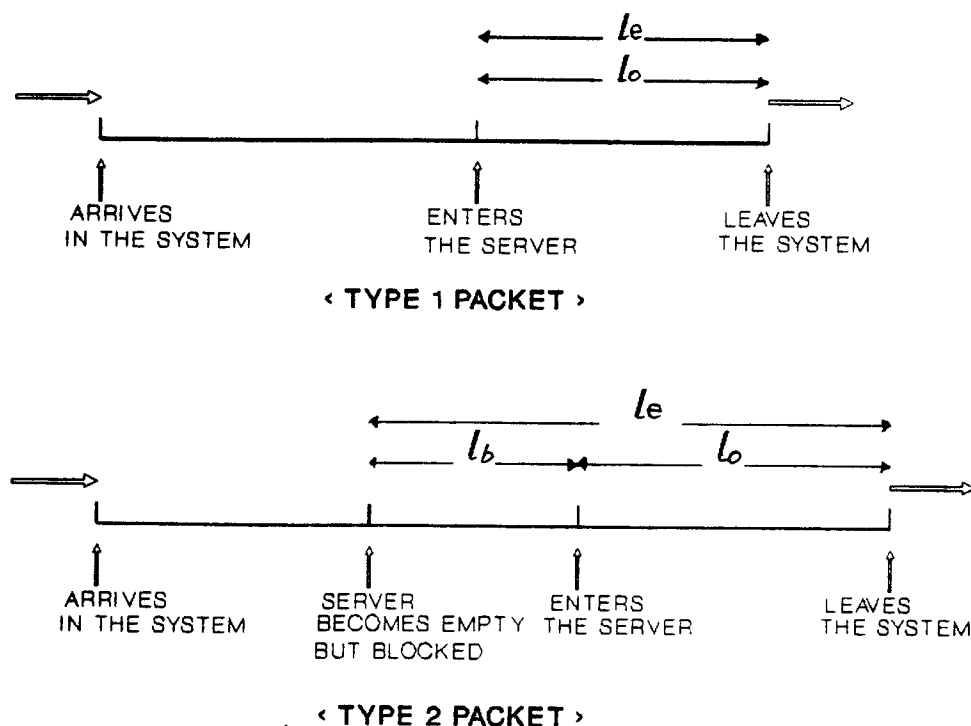 le
lo
ARRIVES
IN THE SYSTEM
ENTERS
THE SERVER
LEAVES
THE SYSTEM
‹ TYPE 1 PACKET ›
le
lb
lo
ARRIVES
IN THE SYSTEM
SERVER
BECOMES EMPTY
BUT BLOCKED
ENTERS
THE SERVER
LEAVES
THE SYSTEM
‹ TYPE 2 PACKET ›